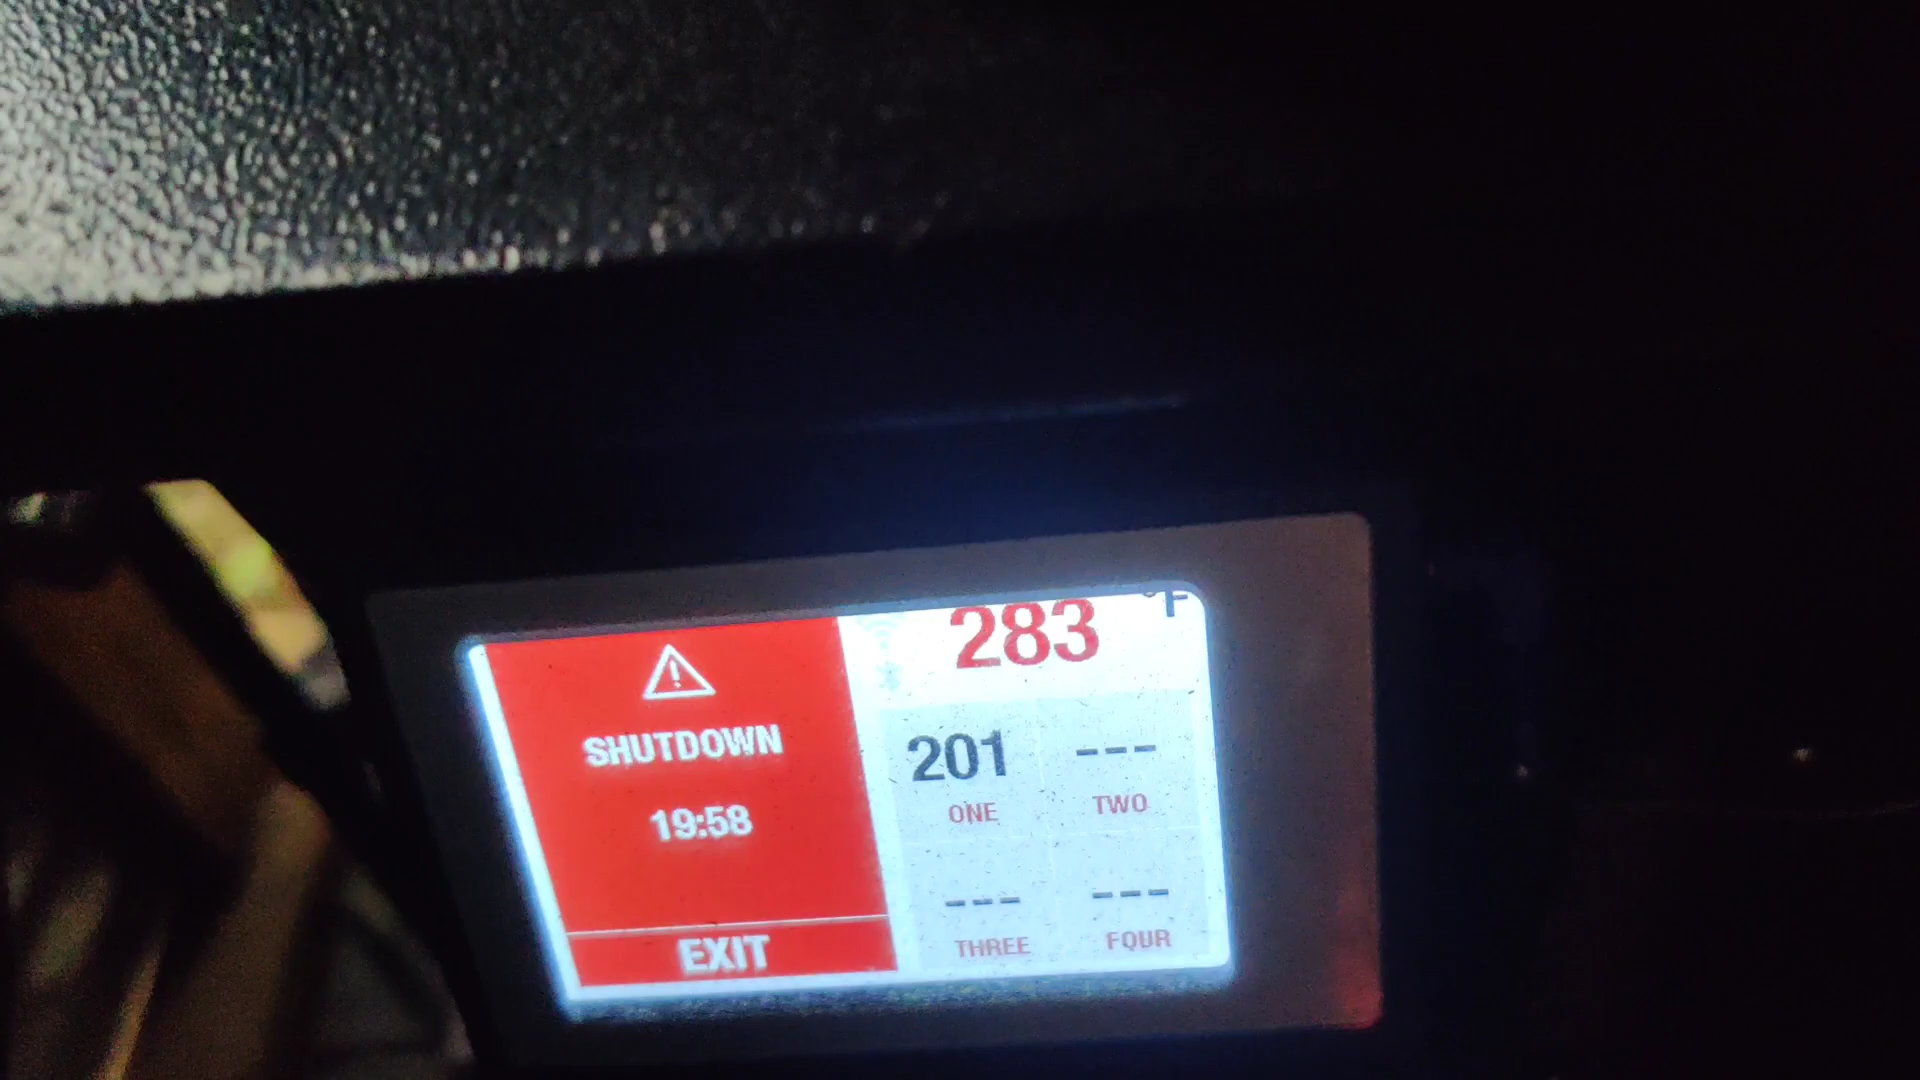 SHUTDOWN
19:58
EXIT
283 °F
201 ---
ONE TWO
--- ---
THREE FOUR